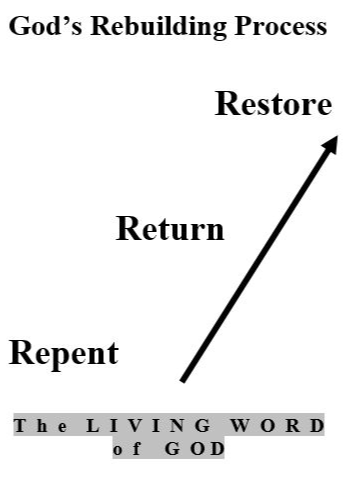 God’s Rebuilding Process
Restore
Return
Repent
The LIVING WORD
of GOD